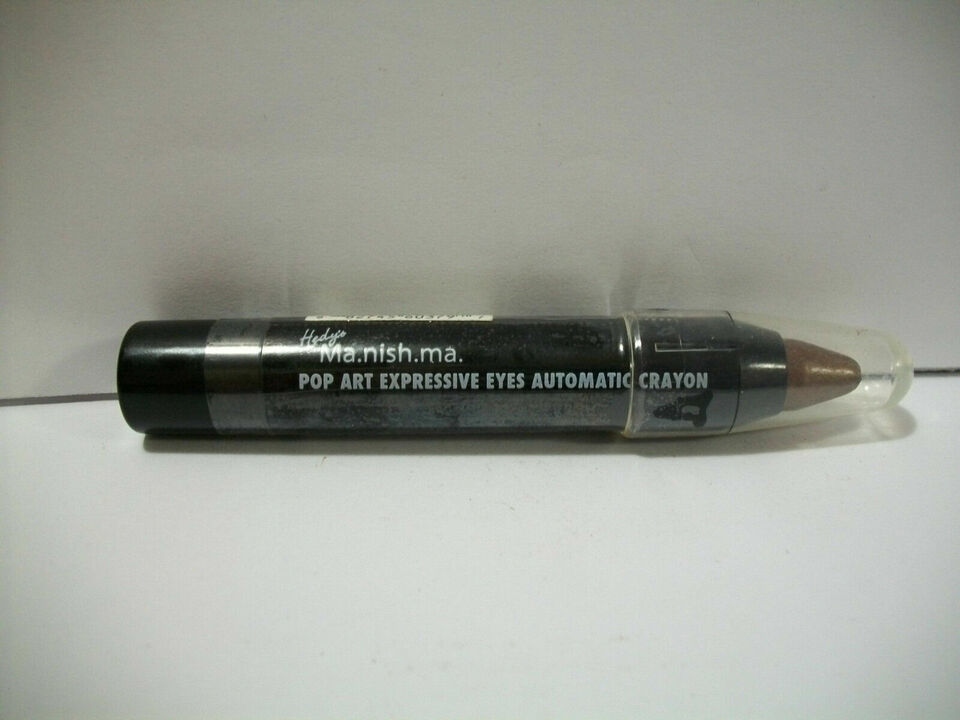 Hedy's
Ma.nish.ma.
POP ART EXPRESSIVE EYES AUTOMATIC CRAYON